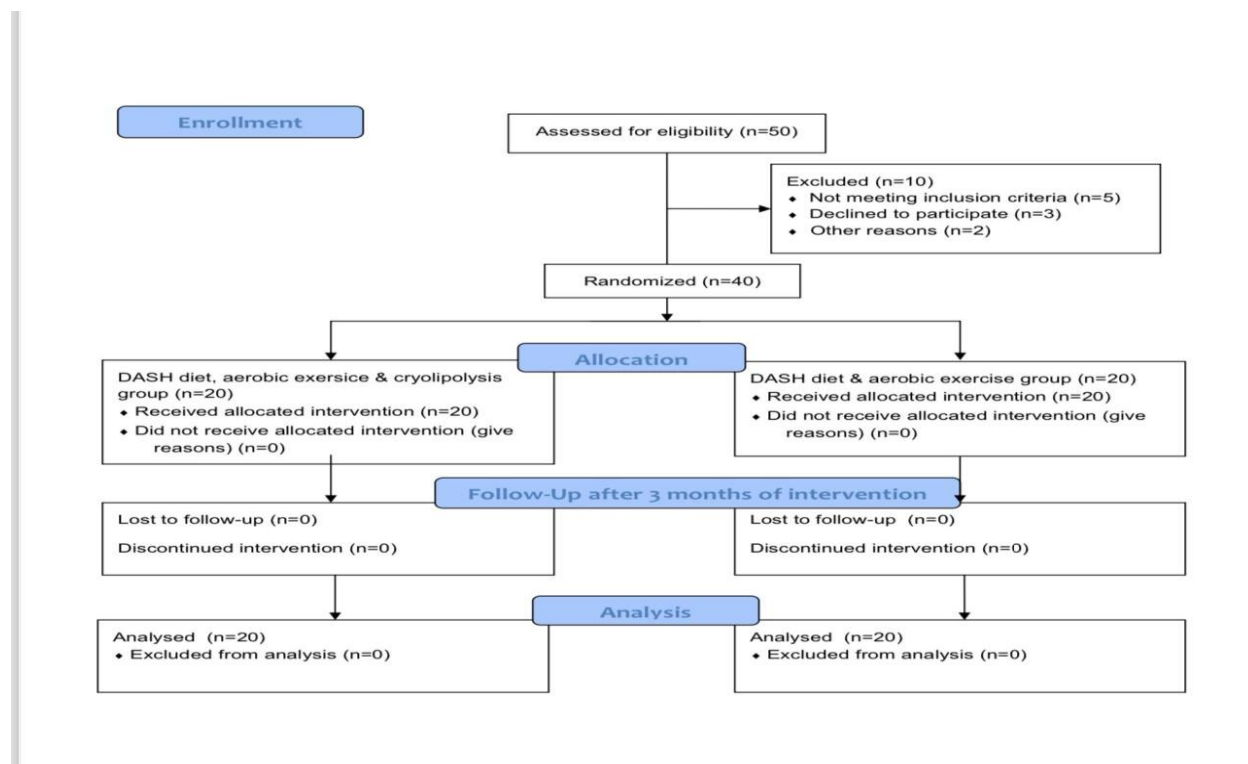 Enrollment
Assessed for eligibility (n=50)
Excluded (n=10)
⬥ Not meeting inclusion criteria (n=5)
⬥ Declined to participate (n=3)
⬥ Other reasons (n=2)
Randomized (n=40)
Allocation
DASH diet, aerobic exersice & cryolipolysis
group (n=20)
⬥ Received allocated intervention (n=20)
⬥ Did not receive allocated intervention (give
reasons) (n=0)
DASH diet & aerobic exercise group (n=20)
⬥ Received allocated intervention (n=20)
⬥ Did not receive allocated intervention (give
reasons) (n=0)
Follow-Up after 3 months of intervention
Lost to follow-up (n=0)
Discontinued intervention (n=0)
Lost to follow-up (n=0)
Discontinued intervention (n=0)
Analysis
Analysed (n=20)
⬥ Excluded from analysis (n=0)
Analysed (n=20)
⬥ Excluded from analysis (n=0)